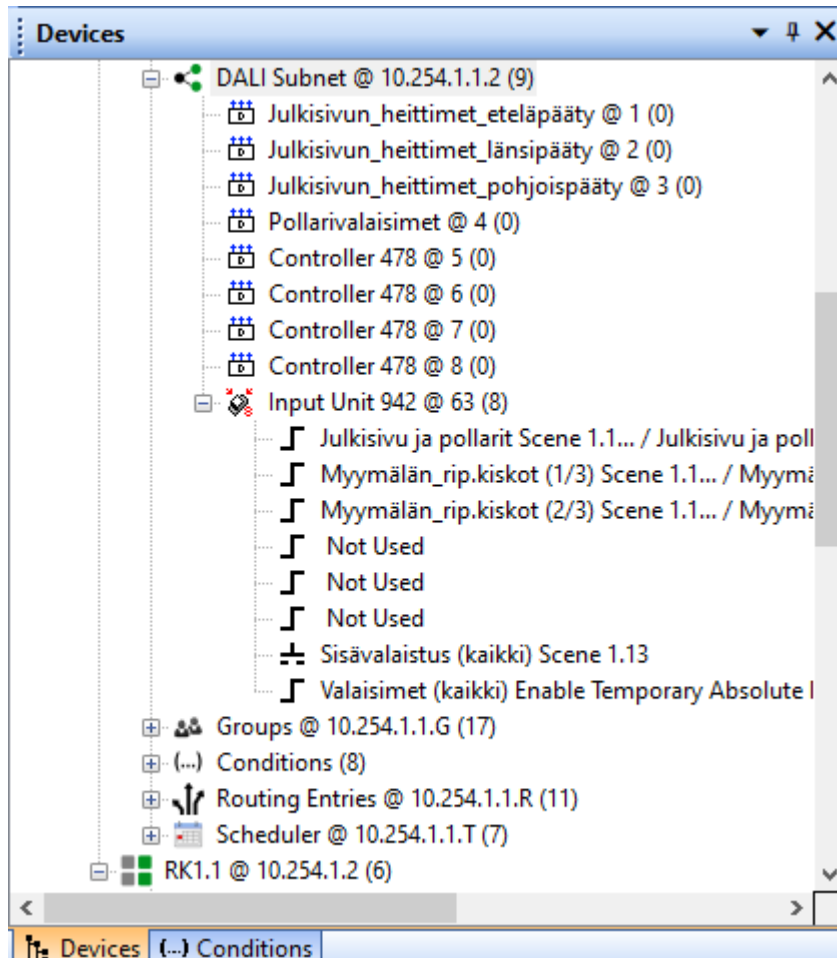 Devices
DALI Subnet @ 10.254.1.1.2 (9)
Julkisivun_heittimet_eteläpääty @ 1 (0)
Julkisivun_heittimet_länsipääty @ 2 (0)
Julkisivun_heittimet_pohjoispääty @ 3 (0)
Pollarivalaisimet @ 4 (0)
Controller 478 @ 5 (0)
Controller 478 @ 6 (0)
Controller 478 @ 7 (0)
Controller 478 @ 8 (0)
Input Unit 942 @ 63 (8)
Julkisivu ja pollarit Scene 1.1... / Julkisivu ja poll
Myymälän_rip.kiskot (1/3) Scene 1.1... / Myymä
Myymälän_rip.kiskot (2/3) Scene 1.1... / Myymä
Not Used
Not Used
Not Used
Sisävalaistus (kaikki) Scene 1.13
Valaisimet (kaikki) Enable Temporary Absolute
Groups @ 10.254.1.1.G (17)
(...) Conditions (8)
Routing Entries @ 10.254.1.1.R (11)
Scheduler @ 10.254.1.1.T (7)
RK1.1 @ 10.254.1.2 (6)
Devices (...) Conditions